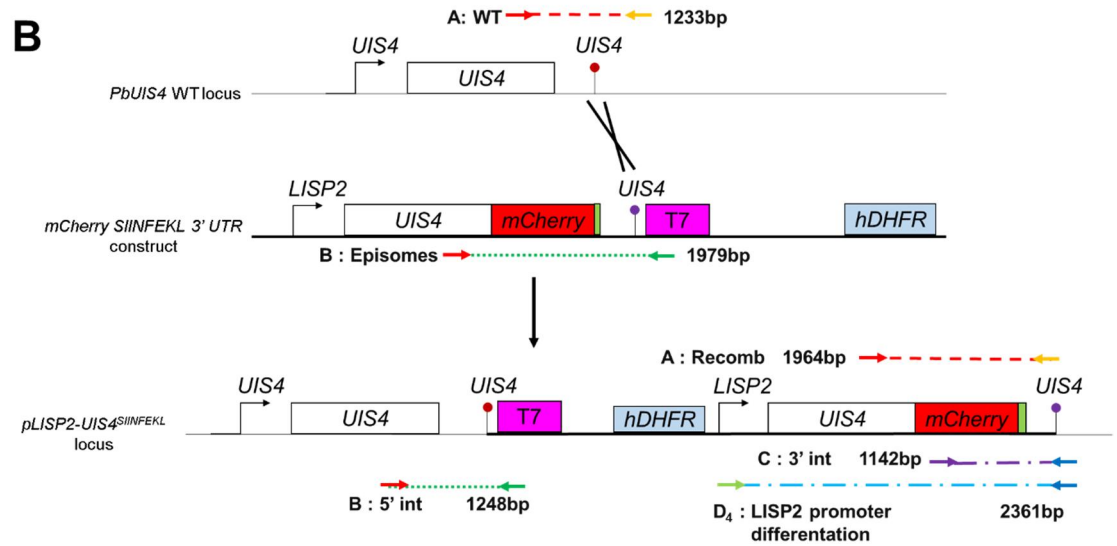 B
A: WT 1233bp
UIS4 UIS4
PbUIS4 WT locus UIS4
LISP2 UIS4
mCherry SIINFEKL 3' UTR
construct
UIS4 mCherry T7 hDHFR
B : Episomes 1979bp
A : Recomb 1964bp
UIS4 UIS4 LISP2 UIS4
pLISP2-UIS4SIINFEKL
locus
UIS4 T7 hDHFR UIS4 mCherry
C : 3' int 1142bp
B : 5' int 1248bp
D4 : LISP2 promoter 2361bp
differentation